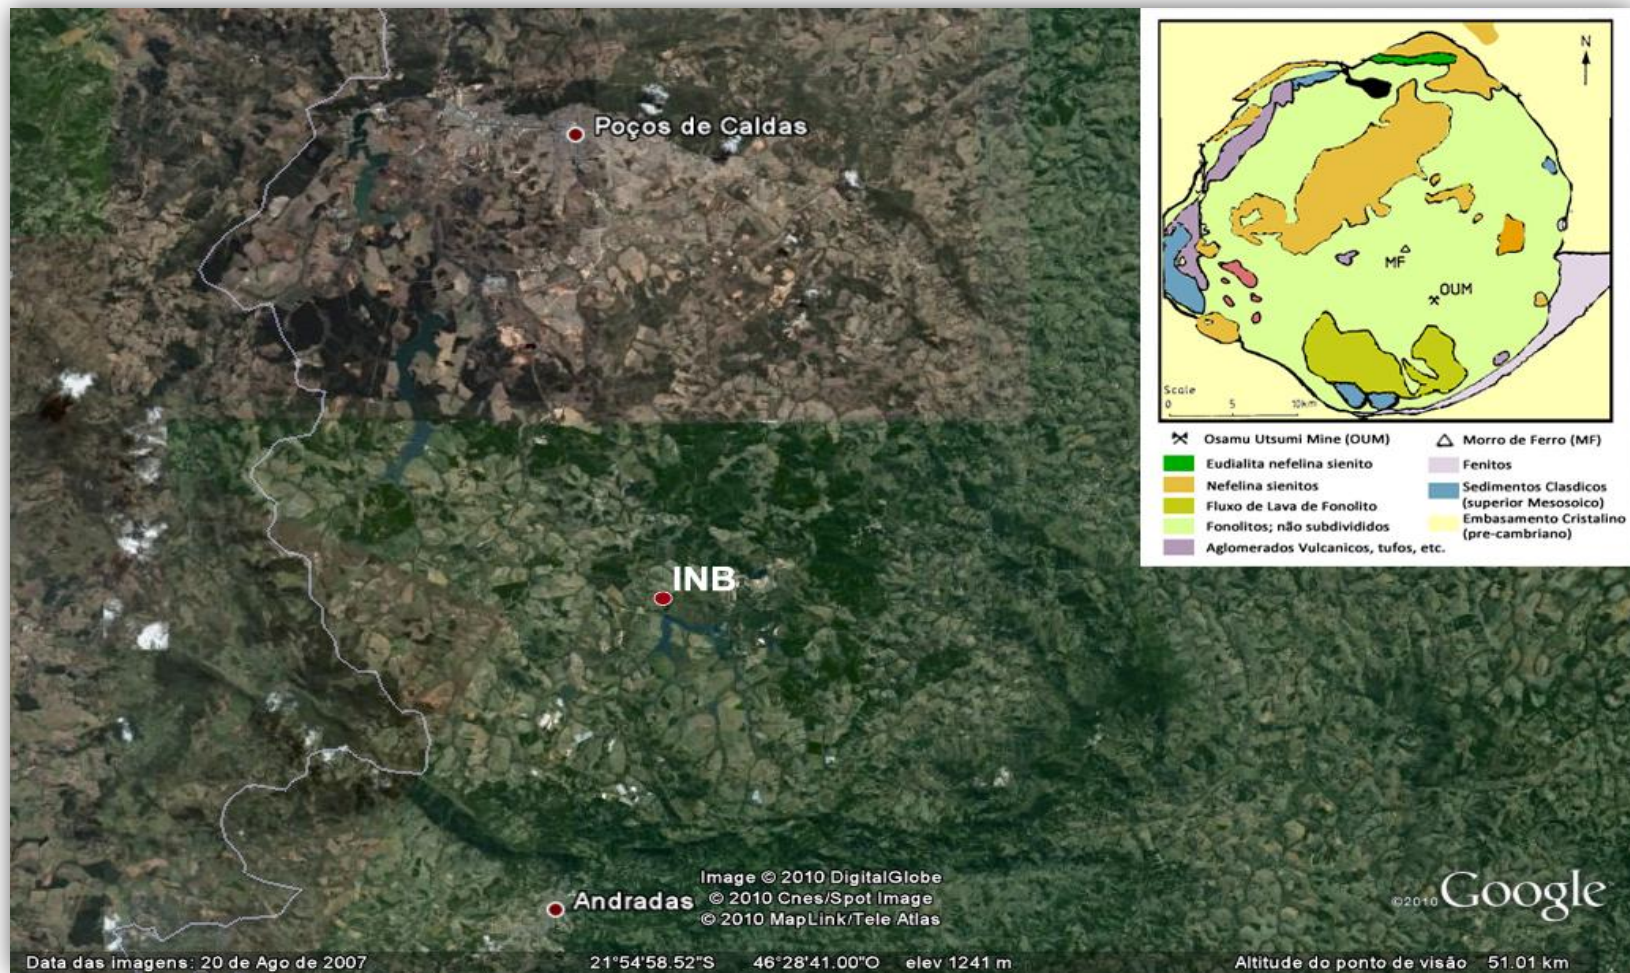 Poços de Caldas
INB
Andradas
Image © 2010 DigitalGlobe
© 2010 Cnes/Spot Image
© 2010 MapLink/Tele Atlas
©2010 Google
Data das imagens: 20 de Ago de 2007
21°54'58.52"S 46°28'41.00"O elev 1241 m
Altitude do ponto de visão 51.01 km
N
MF
OUM
Scale
0 5 10km
Osamu Utsumi Mine (OUM)
Eudialita nefelina sienito
Nefelina sienitos
Fluxo de Lava de Fonolito
Fonolitos; não subdivididos
Aglomerados Vulcanicos, tufos, etc.
Morro de Ferro (MF)
Fenitos
Sedimentos Clasdicos
(superior Mesosoico)
Embasamento Cristalino
(pre-cambriano)